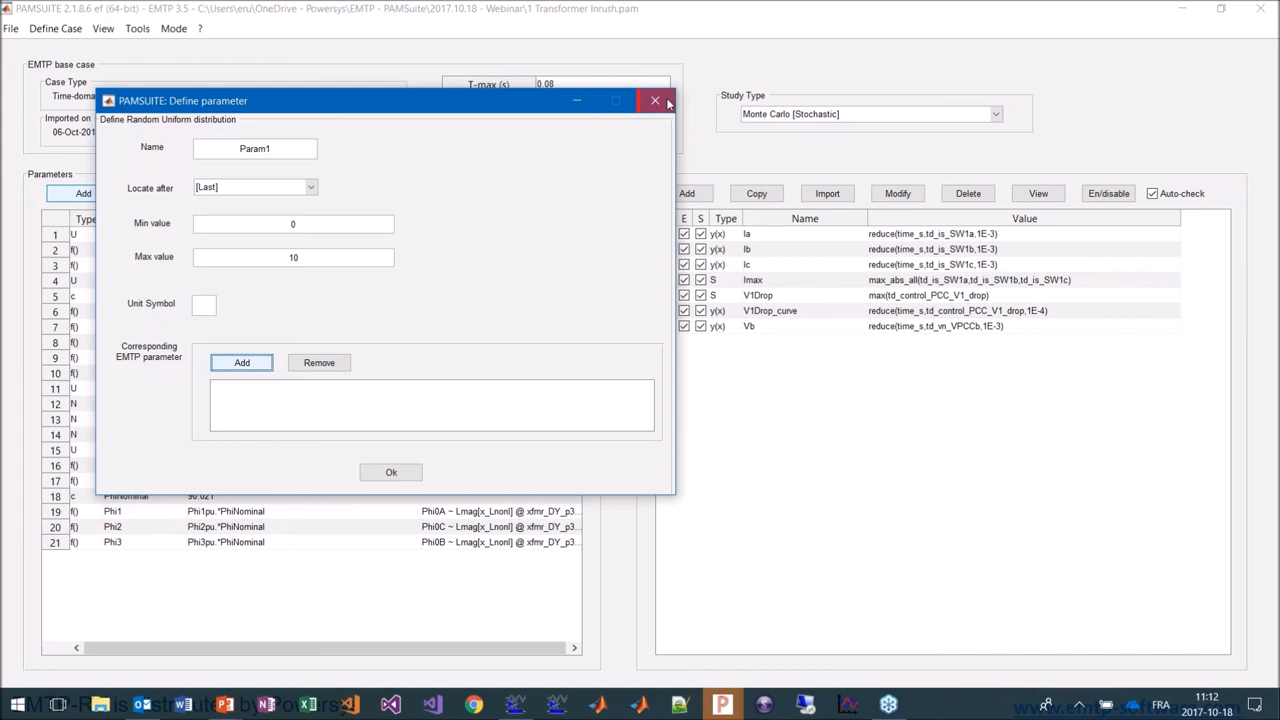 PAMSUITE 2.1.8.6 ef (64-bit) - EMTP 3.5 - C:\Users\eru\OneDrive - Powersys\EMTP - PAMSuite\2017.10.18 - Webinar\1 Transformer Inrush.pam
File Define Case View Tools Mode ?
EMTP base case
Case Type
Time-doma
T-max (s) 0.08
Imported on
06-Oct-201
Study Type
Monte Carlo [Stochastic]
PAMSUITE: Define parameter
Define Random Uniform distribution
Name Param1
Locate after [Last]
Min value 0
Max value 10
Unit Symbol
Corresponding
EMTP parameter
Add Remove
Ok
Parameters
Add
Type
1 U
2 f()
3 f()
4 U
5 c
6 f()
7 f()
8 f()
9 f()
10 f()
11 U
12 N
13 N
14 N
15 U
16 f()
17 f()
18 c PhiNominal 90.021
19 f() Phi1 Phi1pu.*PhiNominal Phi0A ~ Lmag[x_Lnonl] @ xfmr_DY_p3...
20 f() Phi2 Phi2pu.*PhiNominal Phi0C ~ Lmag[x_Lnonl] @ xfmr_DY_p3...
21 f() Phi3 Phi3pu.*PhiNominal Phi0B ~ Lmag[x_Lnonl] @ xfmr_DY_p3...
Add Copy Import Modify Delete View En/disable Auto-check
E S Type Name Value
y(x) Ia reduce(time_s,td_is_SW1a,1E-3)
y(x) Ib reduce(time_s,td_is_SW1b,1E-3)
y(x) Ic reduce(time_s,td_is_SW1c,1E-3)
S Imax max_abs_all(td_is_SW1a,td_is_SW1b,td_is_SW1c)
S V1Drop max(td_control_PCC_V1_drop)
y(x) V1Drop_curve reduce(time_s,td_control_PCC_V1_drop,1E-4)
y(x) Vb reduce(time_s,td_vn_VPCCb,1E-3)
FRA
11:12
2017-10-18